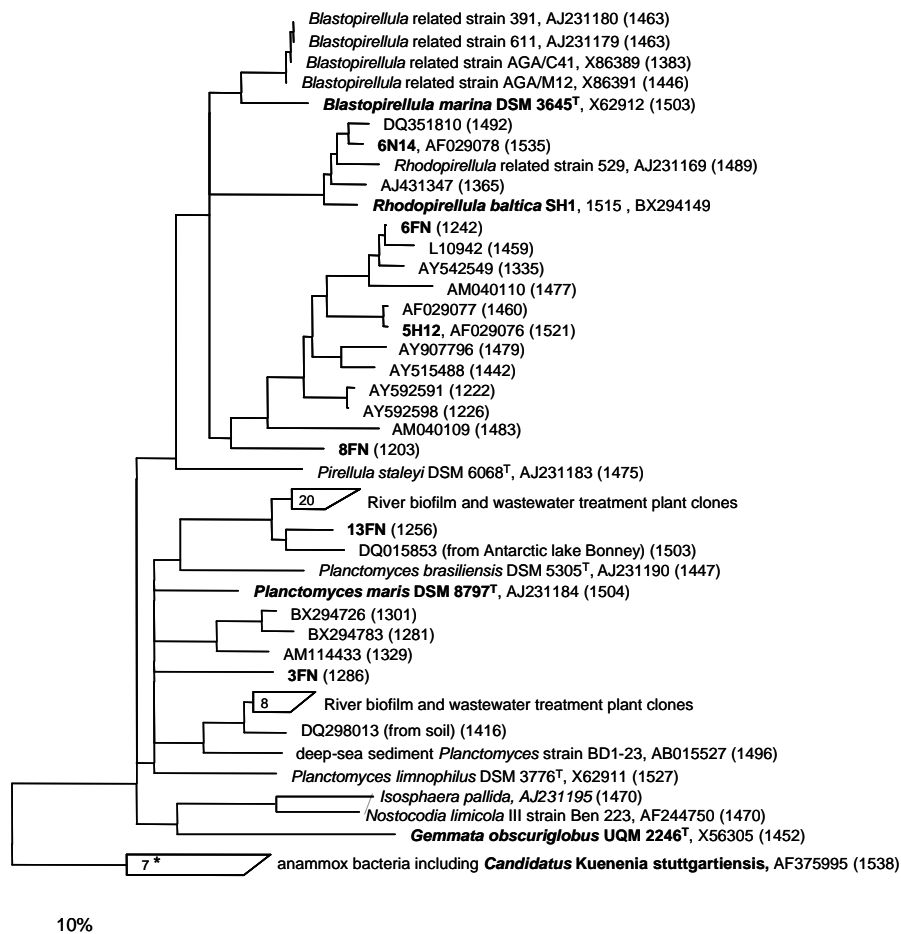 Blastopirellula related strain 391, AJ231180 (1463)
Blastopirellula related strain 611, AJ231179 (1463)
Blastopirellula related strain AGA/C41, X86389 (1383)
Blastopirellula related strain AGA/M12, X86391 (1446)
Blastopirellula marina DSM 3645T, X62912 (1503)
DQ351810 (1492)
6N14, AF029078 (1535)
Rhodopirellula related strain 529, AJ231169 (1489)
AJ431347 (1365)
Rhodopirellula baltica SH1, 1515 , BX294149
6FN (1242)
L10942 (1459)
AY542549 (1335)
AM040110 (1477)
AF029077 (1460)
5H12, AF029076 (1521)
AY907796 (1479)
AY515488 (1442)
AY592591 (1222)
AY592598 (1226)
AM040109 (1483)
8FN (1203)
Pirellula staleyi DSM 6068T, AJ231183 (1475)
20 River biofilm and wastewater treatment plant clones
13FN (1256)
DQ015853 (from Antarctic lake Bonney) (1503)
Planctomyces brasiliensis DSM 5305T, AJ231190 (1447)
Planctomyces maris DSM 8797T, AJ231184 (1504)
BX294726 (1301)
BX294783 (1281)
AM114433 (1329)
3FN (1286)
8 River biofilm and wastewater treatment plant clones
DQ298013 (from soil) (1416)
deep-sea sediment Planctomyces strain BD1-23, AB015527 (1496)
Planctomyces limnophilus DSM 3776T, X62911 (1527)
Isosphaera pallida, AJ231195 (1470)
Nostocodia limicola III strain Ben 223, AF244750 (1470)
Gemmata obscuriglobus UQM 2246T, X56305 (1452)
7 * anammox bacteria including Candidatus Kuenenia stuttgartiensis, AF375995 (1538)
10%